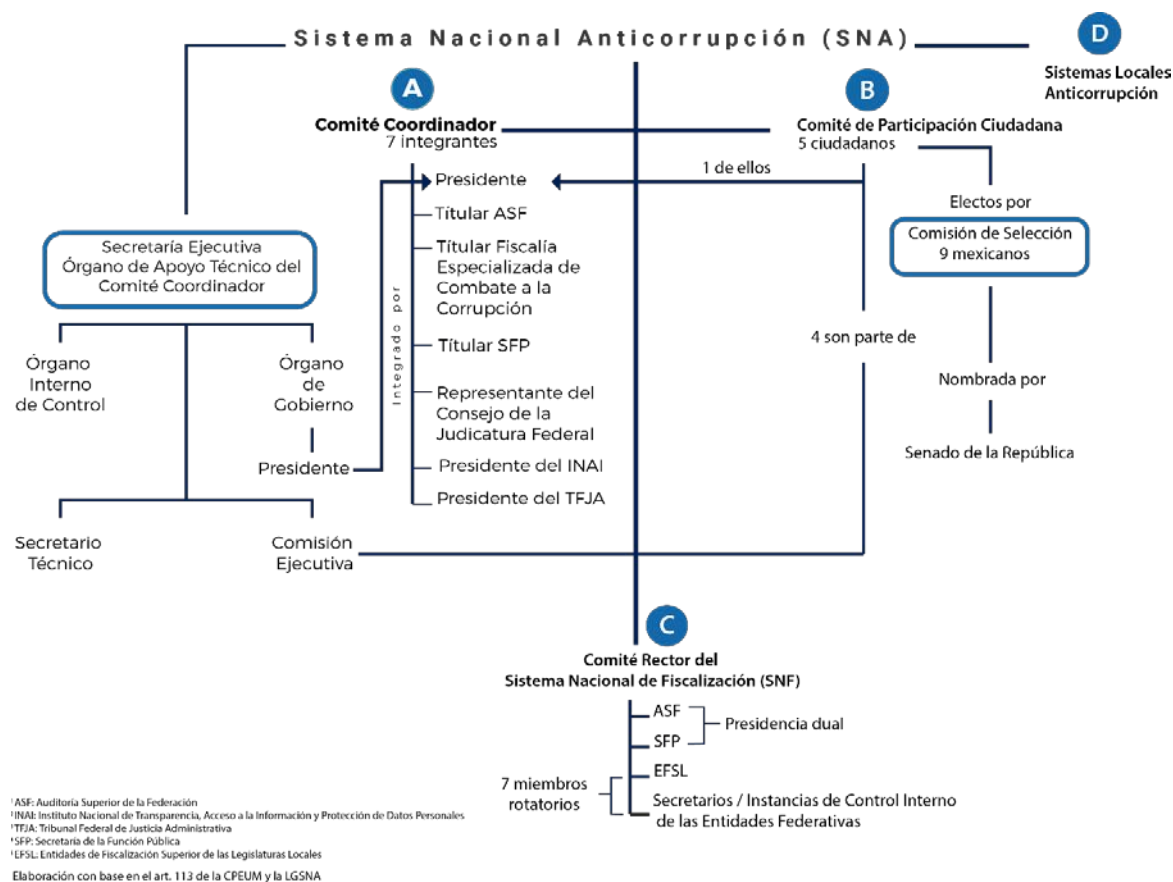 Sistema Nacional Anticorrupción (SNA)
D
Sistemas Locales
Anticorrupción
A
Comité Coordinador
7 integrantes
B
Comité de Participación Ciudadana
5 ciudadanos
1 de ellos
Integrado por
Presidente
Títular ASF
Títular Fiscalía
Especializada de
Combate a la
Corrupción
Títular SFP
Representante del
Consejo de la
Judicatura Federal
Presidente del INAI
Presidente del TFJA
Electos por
Comisión de Selección
9 mexicanos
Nombrada por
Senado de la República
4 son parte de
Secretaría Ejecutiva
Órgano de Apoyo Técnico del
Comité Coordinador
Órgano
Interno
de Control
Órgano
de
Gobierno
Presidente
Secretario
Técnico
Comisión
Ejecutiva
C
Comité Rector del
Sistema Nacional de Fiscalización (SNF)
ASF
SFP
Presidencia dual
EFSL
7 miembros
rotatorios
Secretarios / Instancias de Control Interno
de las Entidades Federativas
¹ASF: Auditoría Superior de la Federación
²INAI: Instituto Nacional de Transparencia, Acceso a la Información y Protección de Datos Personales
³TFJA: Tribunal Federal de Justicia Administrativa
⁴SFP: Secretaría de la Función Pública
⁵EFSL: Entidades de Fiscalización Superior de las Legislaturas Locales
Elaboración con base en el art. 113 de la CPEUM y la LGSNA